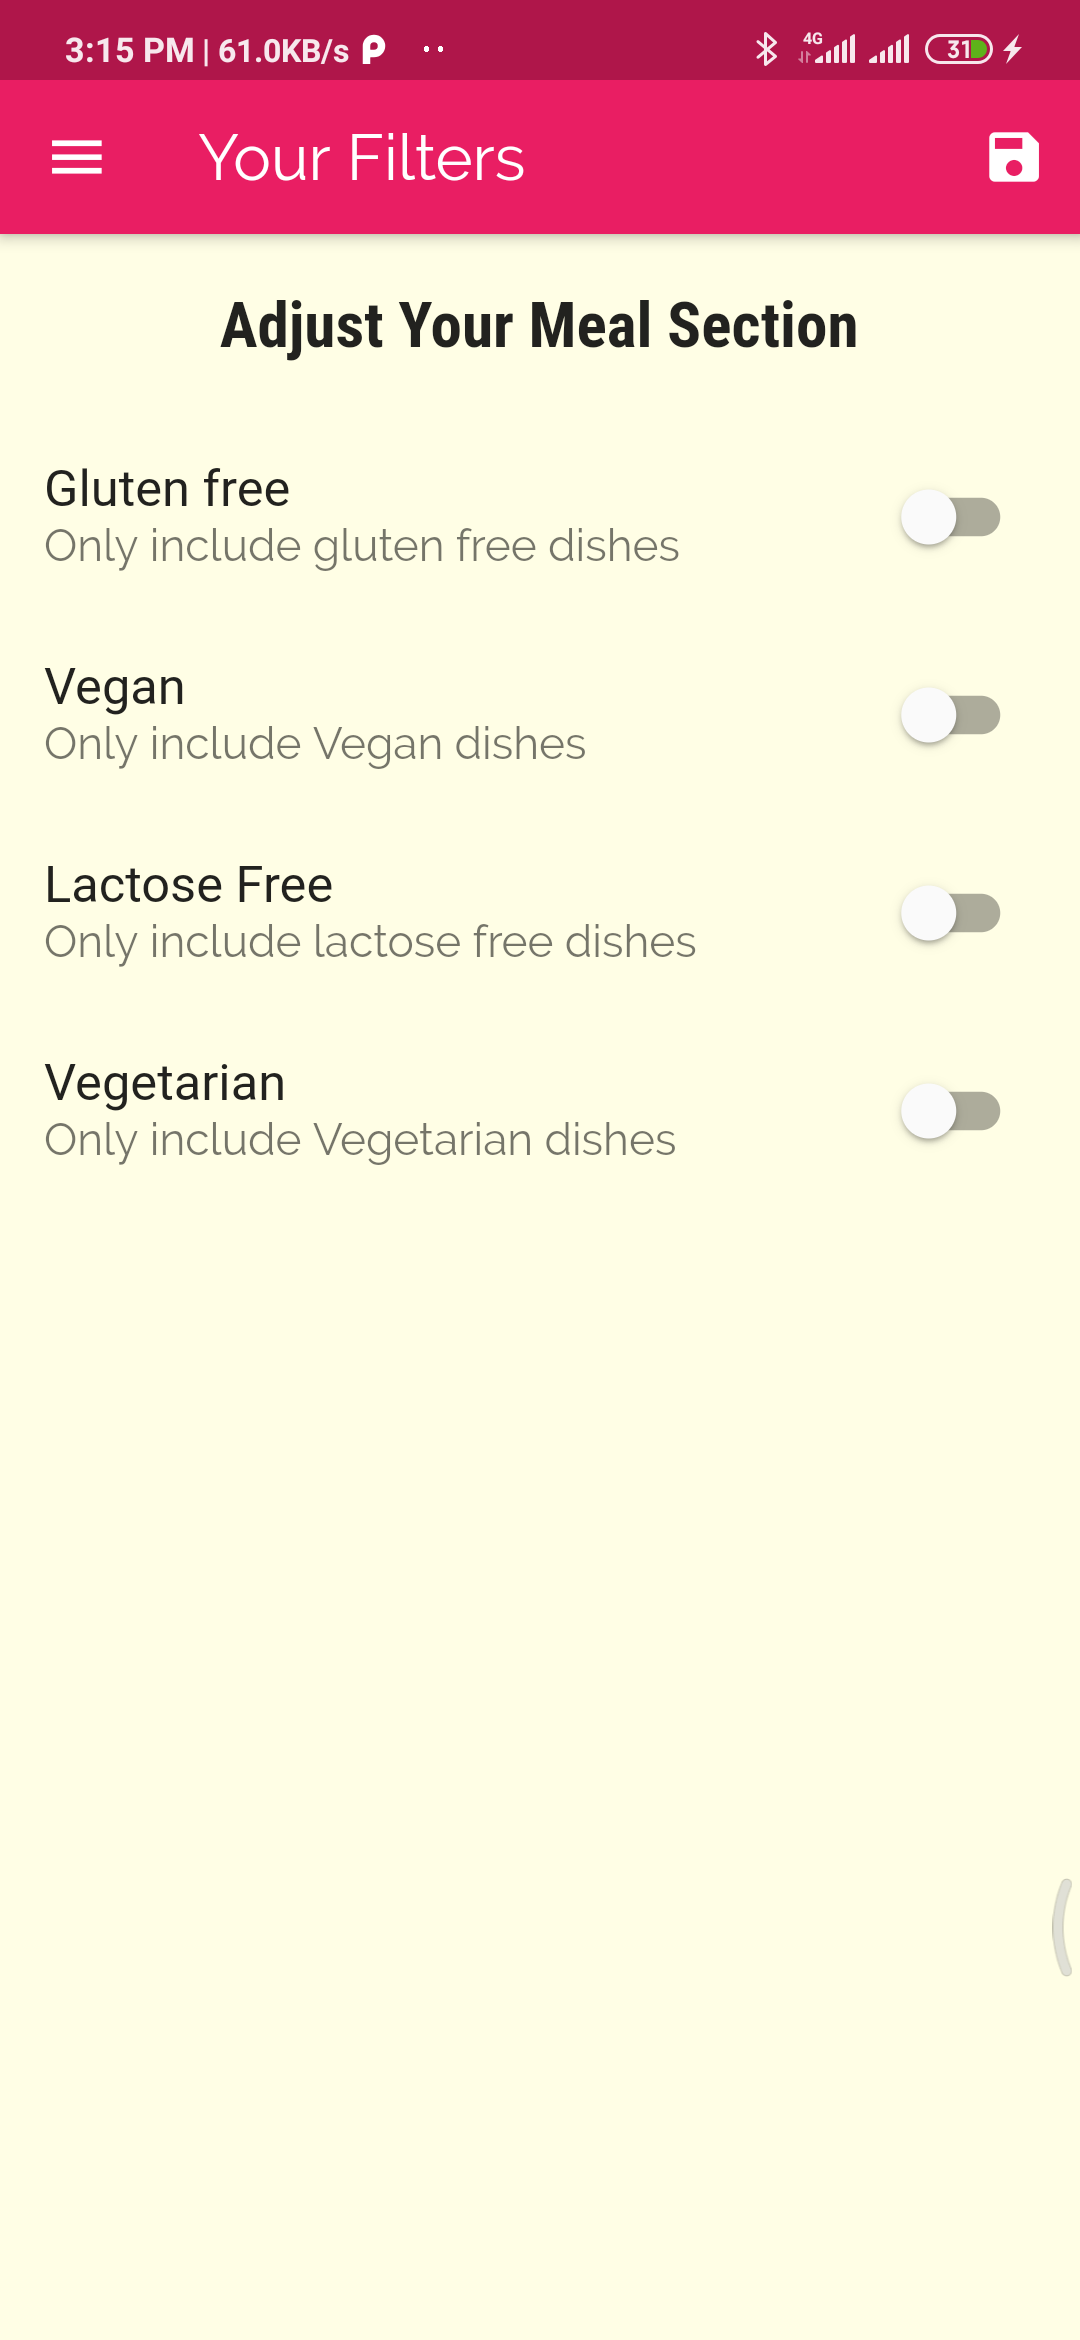 3:15 PM | 61.0KB/s
4G
31
Your Filters
Adjust Your Meal Section
Gluten free
Only include gluten free dishes
Vegan
Only include Vegan dishes
Lactose Free
Only include lactose free dishes
Vegetarian
Only include Vegetarian dishes